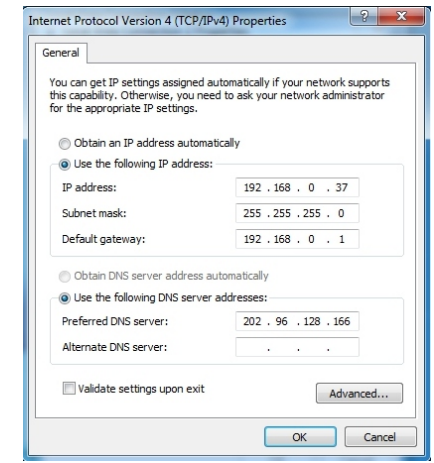 Internet Protocol Version 4 (TCP/IPv4) Properties
General
You can get IP settings assigned automatically if your network supports
this capability. Otherwise, you need to ask your network administrator
for the appropriate IP settings.
Obtain an IP address automatically
Use the following IP address:
IP address: 192 . 168 . 0 . 37
Subnet mask: 255 . 255 . 255 . 0
Default gateway: 192 . 168 . 0 . 1
Obtain DNS server address automatically
Use the following DNS server addresses:
Preferred DNS server: 202 . 96 . 128 . 166
Alternate DNS server: . . .
Validate settings upon exit
Advanced...
OK
Cancel